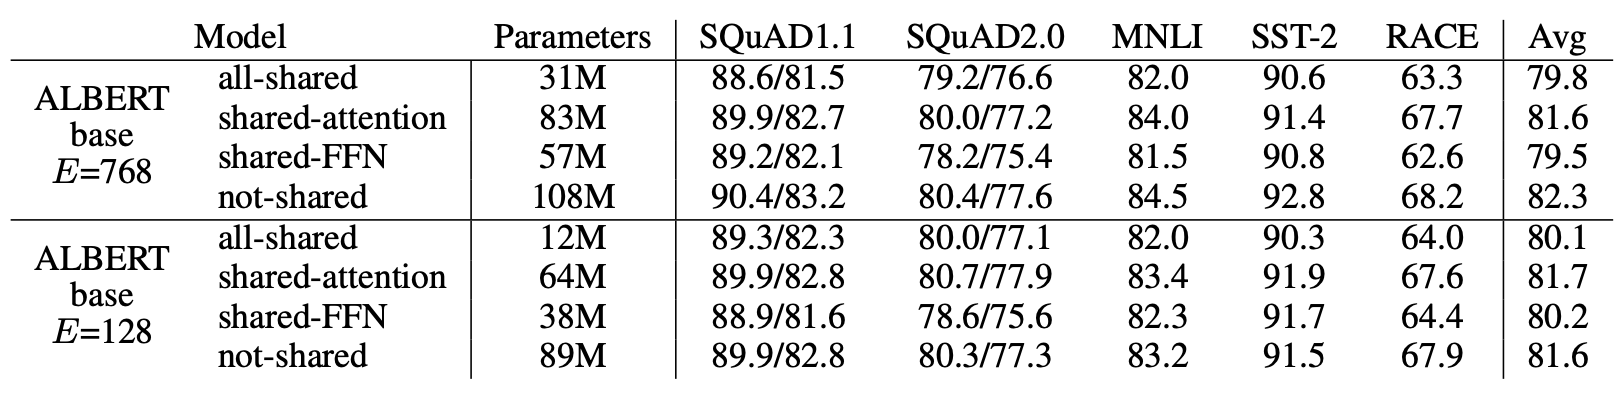 Model Parameters SQuAD1.1 SQuAD2.0 MNLI SST-2 RACE Avg
ALBERT base E=768
all-shared 31M 88.6/81.5 79.2/76.6 82.0 90.6 63.3 79.8
shared-attention 83M 89.9/82.7 80.0/77.2 84.0 91.4 67.7 81.6
shared-FFN 57M 89.2/82.1 78.2/75.4 81.5 90.8 62.6 79.5
not-shared 108M 90.4/83.2 80.4/77.6 84.5 92.8 68.2 82.3
ALBERT base E=128
all-shared 12M 89.3/82.3 80.0/77.1 82.0 90.3 64.0 80.1
shared-attention 64M 89.9/82.8 80.7/77.9 83.4 91.9 67.6 81.7
shared-FFN 38M 88.9/81.6 78.6/75.6 82.3 91.7 64.4 80.2
not-shared 89M 89.9/82.8 80.3/77.3 83.2 91.5 67.9 81.6